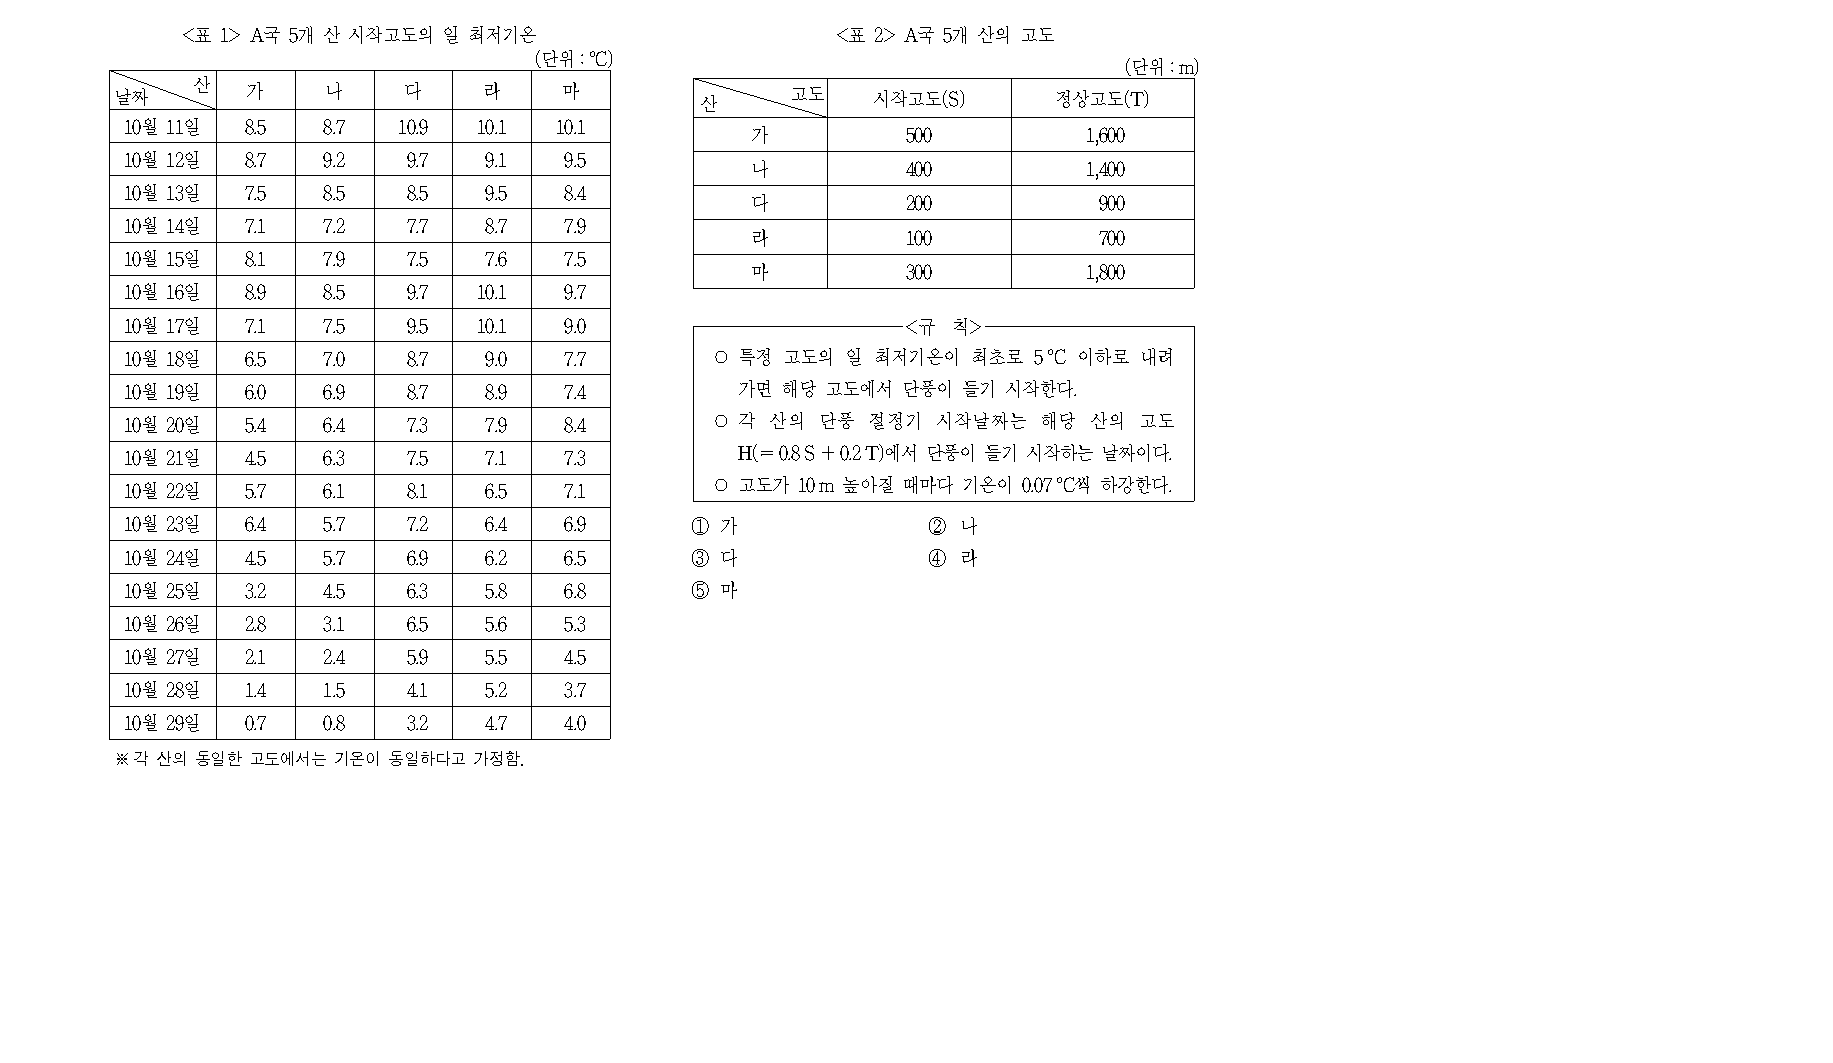 <표 1> A국 5개 산 시작고도의 일 최저기온
(단위 : ℃)
산
날짜 가 나 다 라 마
10월 11일 8.5 8.7 10.9 10.1 10.1
10월 12일 8.7 9.2 9.7 9.1 9.5
10월 13일 7.5 8.5 8.5 9.5 8.4
10월 14일 7.1 7.2 7.7 8.7 7.9
10월 15일 8.1 7.9 7.5 7.6 7.5
10월 16일 8.9 8.5 9.7 10.1 9.7
10월 17일 7.1 7.5 9.5 10.1 9.0
10월 18일 6.5 7.0 8.7 9.0 7.7
10월 19일 6.0 6.9 8.7 8.9 7.4
10월 20일 5.4 6.4 7.3 7.9 8.4
10월 21일 4.5 6.3 7.5 7.1 7.3
10월 22일 5.7 6.1 8.1 6.5 7.1
10월 23일 6.4 5.7 7.2 6.4 6.9
10월 24일 4.5 5.7 6.9 6.2 6.5
10월 25일 3.2 4.5 6.3 5.8 6.8
10월 26일 2.8 3.1 6.5 5.6 5.3
10월 27일 2.1 2.4 5.9 5.5 4.5
10월 28일 1.4 1.5 4.1 5.2 3.7
10월 29일 0.7 0.8 3.2 4.7 4.0
※ 각 산의 동일한 고도에서는 기온이 동일하다고 가정함.
<표 2> A국 5개 산의 고도
(단위 : m)
고도
산 시작고도(S) 정상고도(T)
가 500 1,600
나 400 1,400
다 200 900
라 100 700
마 300 1,800
<규 칙>
○ 특정 고도의 일 최저기온이 최초로 5℃ 이하로 내려
가면 해당 고도에서 단풍이 들기 시작한다.
○ 각 산의 단풍 절정기 시작날짜는 해당 산의 고도
H(= 0.8 S + 0.2 T)에서 단풍이 들기 시작하는 날짜이다.
○ 고도가 10 m 높아질 때마다 기온이 0.07℃씩 하강한다.
① 가 ② 나
③ 다 ④ 라
⑤ 마